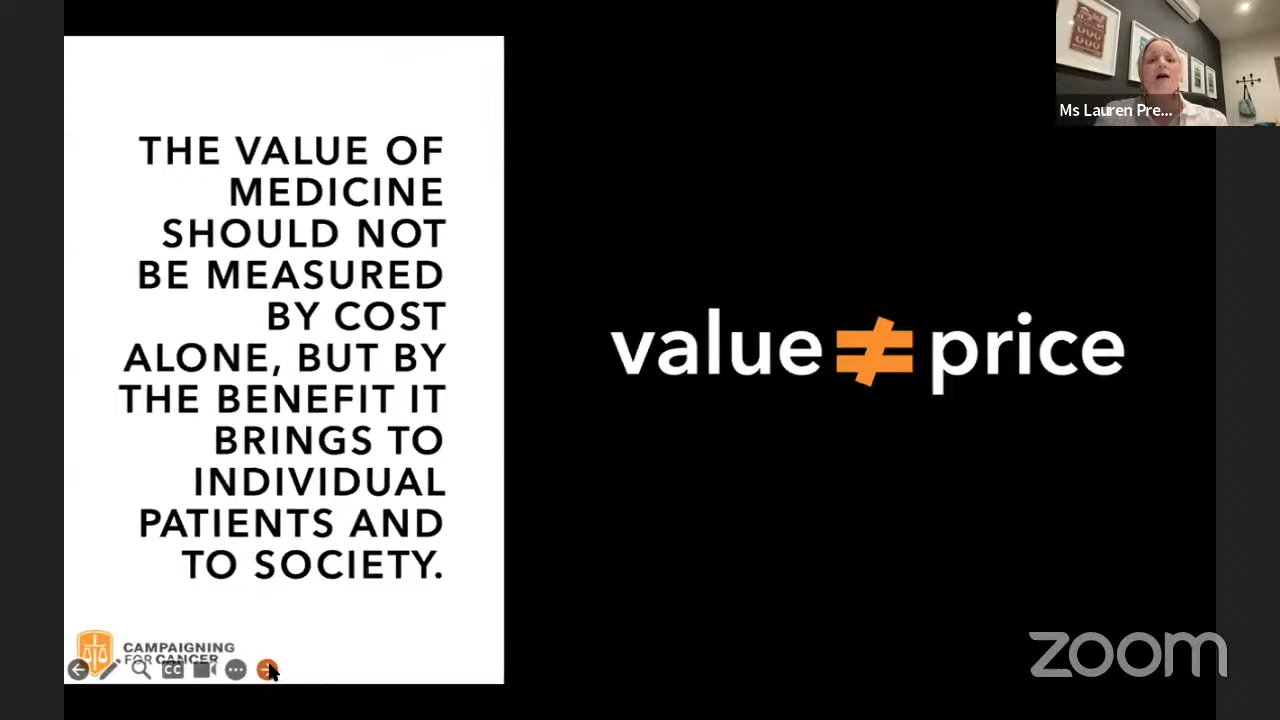 THE VALUE OF
MEDICINE
SHOULD NOT
BE MEASURED
BY COST
ALONE, BUT BY
THE BENEFIT IT
BRINGS TO
INDIVIDUAL
PATIENTS AND
TO SOCIETY.
value ≠ price
Ms Lauren Pre...
CAMPAIGNING
FOR CANCER
CC
zoom